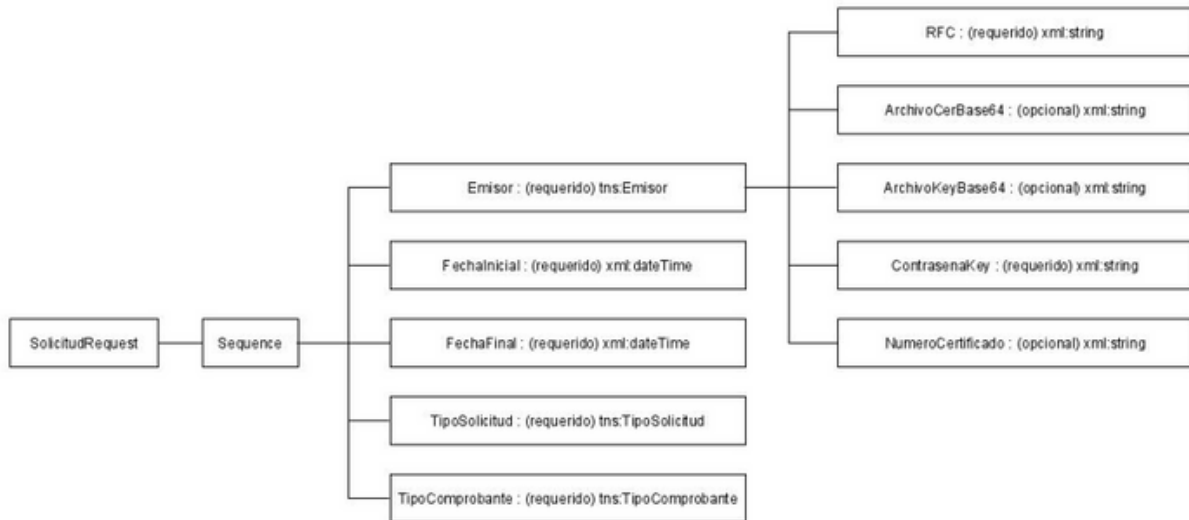 RFC : (requerido) xml:string
ArchivoCerBase64 : (opcional) xml:string
Emisor : (requerido) tns:Emisor
ArchivoKeyBase64 : (opcional) xml:string
FechaInicial : (requerido) xml:dateTime
ContrasenaKey : (requerido) xml:string
SolicitudRequest
Sequence
FechaFinal : (requerido) xml:dateTime
NumeroCertificado : (opcional) xml:string
TipoSolicitud : (requerido) tns:TipoSolicitud
TipoComprobante : (requerido) tns:TipoComprobante